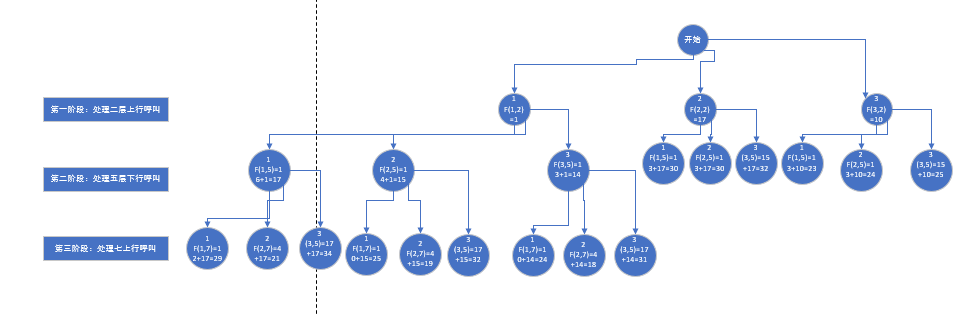 开始
第一阶段：处理二层上行呼叫
1
F(1,2)
=1
2
F(2,2)
=17
3
F(3,2)
=10
第二阶段：处理五层下行呼叫
1
F(1,5)=1
6+1=17
2
F(2,5)=1
4+1=15
3
F(3,5)=1
3+1=14
1
F(1,5)=1
3+17=30
2
F(2,5)=1
3+17=30
3
(3,5)=15
+17=32
1
F(1,5)=1
3+10=23
2
F(2,5)=1
3+10=24
3
(3,5)=15
+10=25
第三阶段：处理七上行呼叫
1
F(1,7)=1
2+17=29
2
F(2,7)=4
+17=21
3
(3,5)=17
+17=34
1
F(1,7)=1
0+15=25
2
F(2,7)=4
+15=19
3
(3,5)=17
+15=32
1
F(1,7)=1
0+14=24
2
F(2,7)=4
+14=18
3
(3,5)=17
+14=31